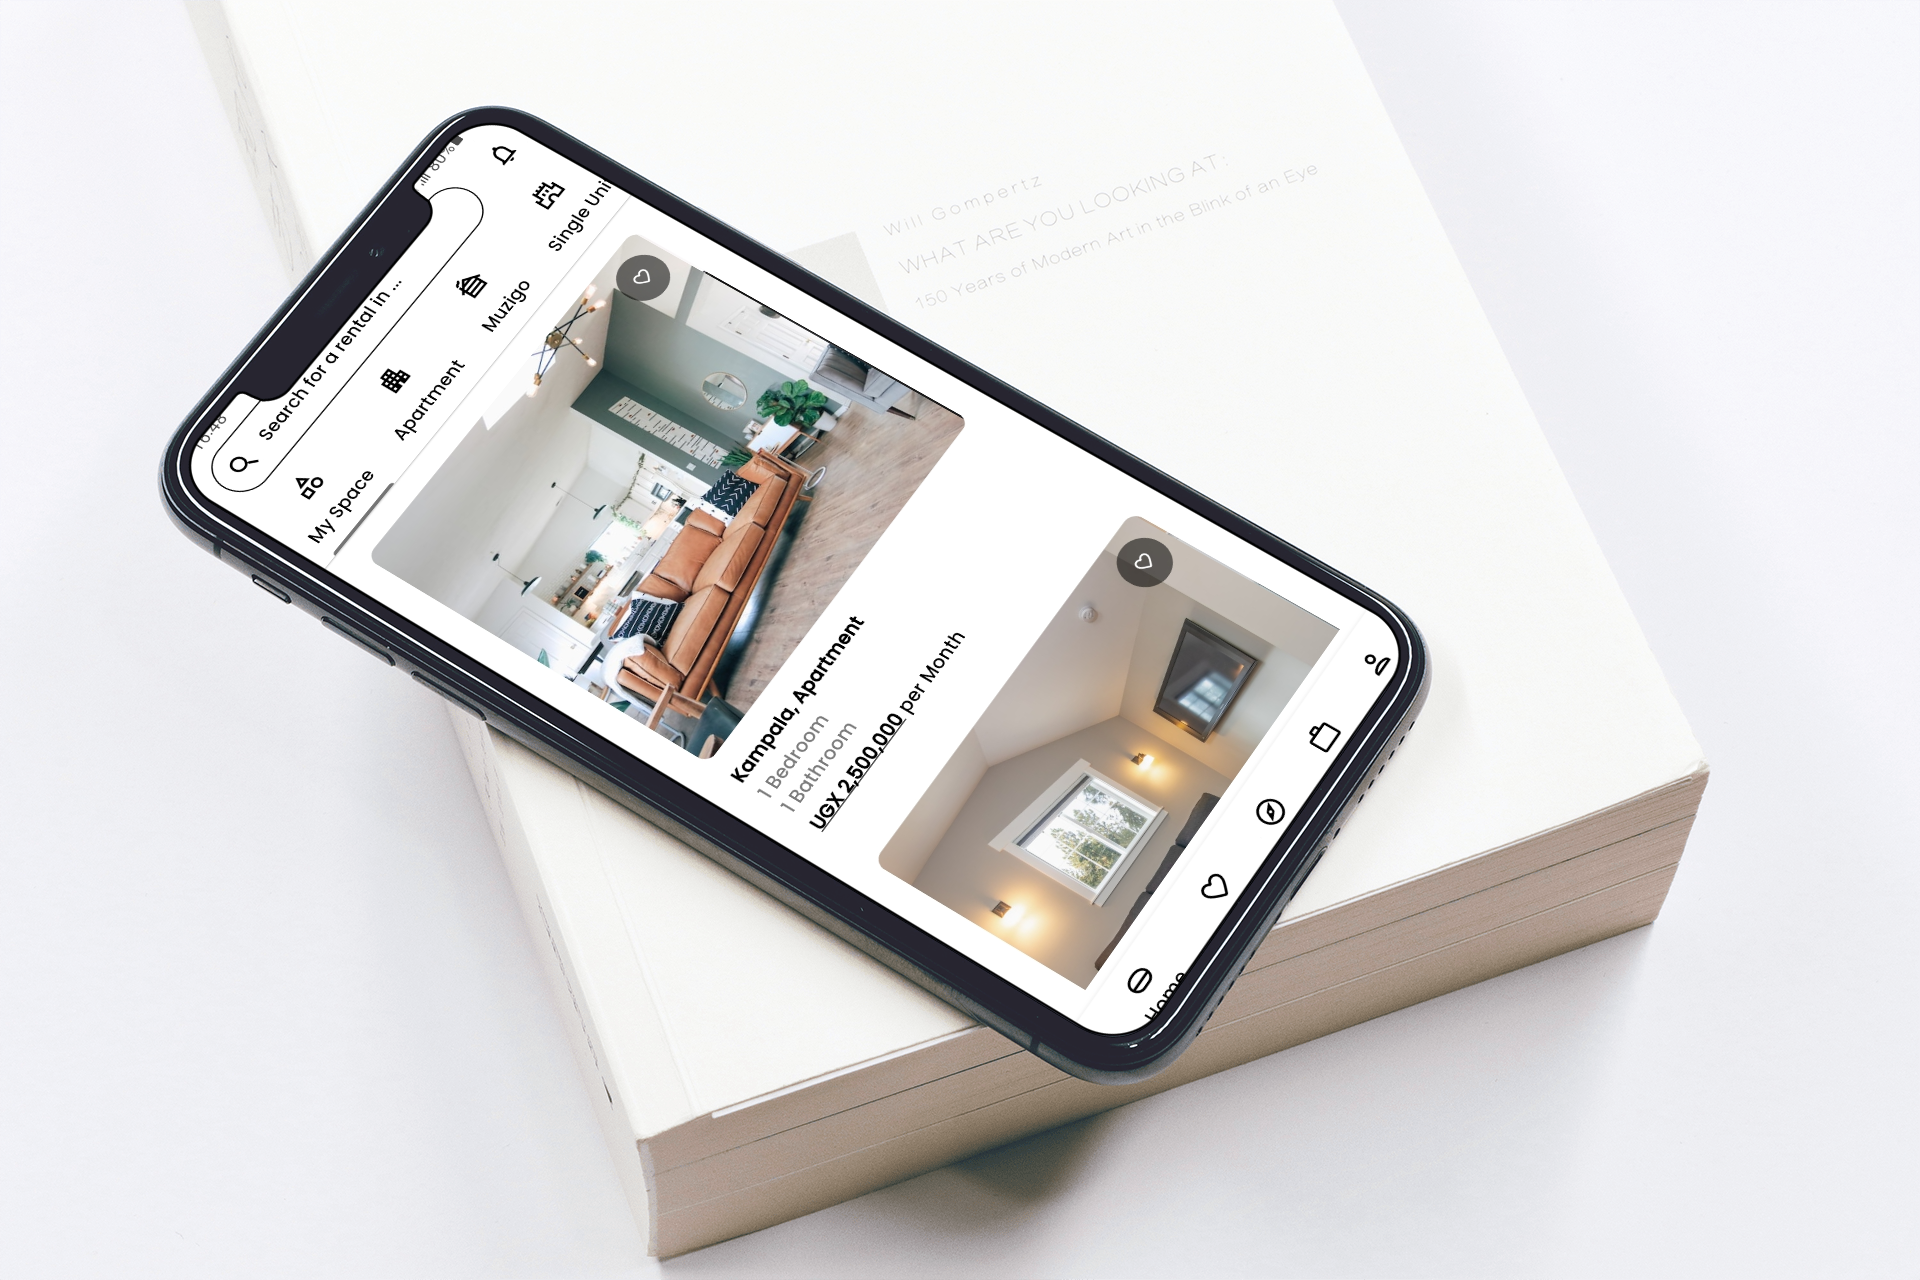 16:48
80%
Search for a rental in ...
My Space
Apartment
Muzigo
Single Uni
Kampala, Apartment
1 Bedroom
1 Bathroom
UGX 2,500,000 per Month
Home
Will Gompertz
WHAT ARE YOU LOOKING AT:
150 Years of Modern Art in the Blink of an Eye